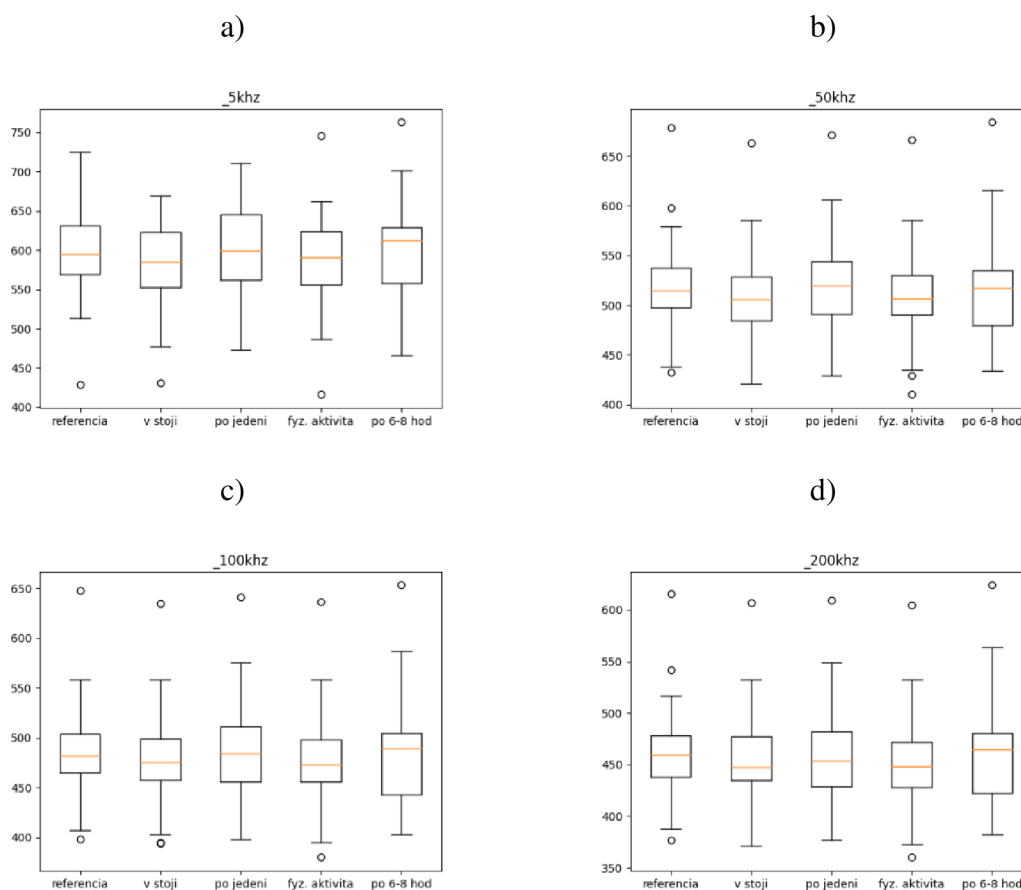 a)
_5khz
750
700
650
600
550
500
450
400
referencia v stoji po jedeni fyz. aktivita po 6-8 hod
b)
_50khz
650
600
550
500
450
400
referencia v stoji po jedeni fyz. aktivita po 6-8 hod
c)
_100khz
650
600
550
500
450
400
referencia v stoji po jedeni fyz. aktivita po 6-8 hod
d)
_200khz
600
550
500
450
400
350
referencia v stoji po jedeni fyz. aktivita po 6-8 hod